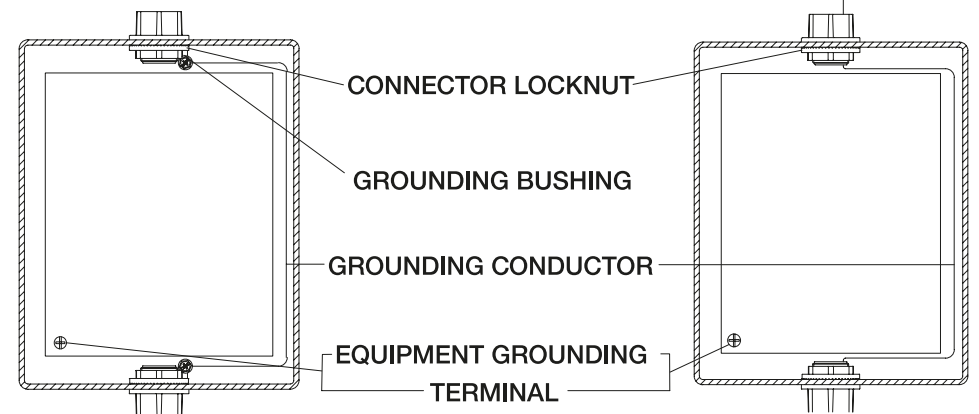 CONNECTOR LOCKNUT
GROUNDING BUSHING
GROUNDING CONDUCTOR
EQUIPMENT GROUNDING
TERMINAL